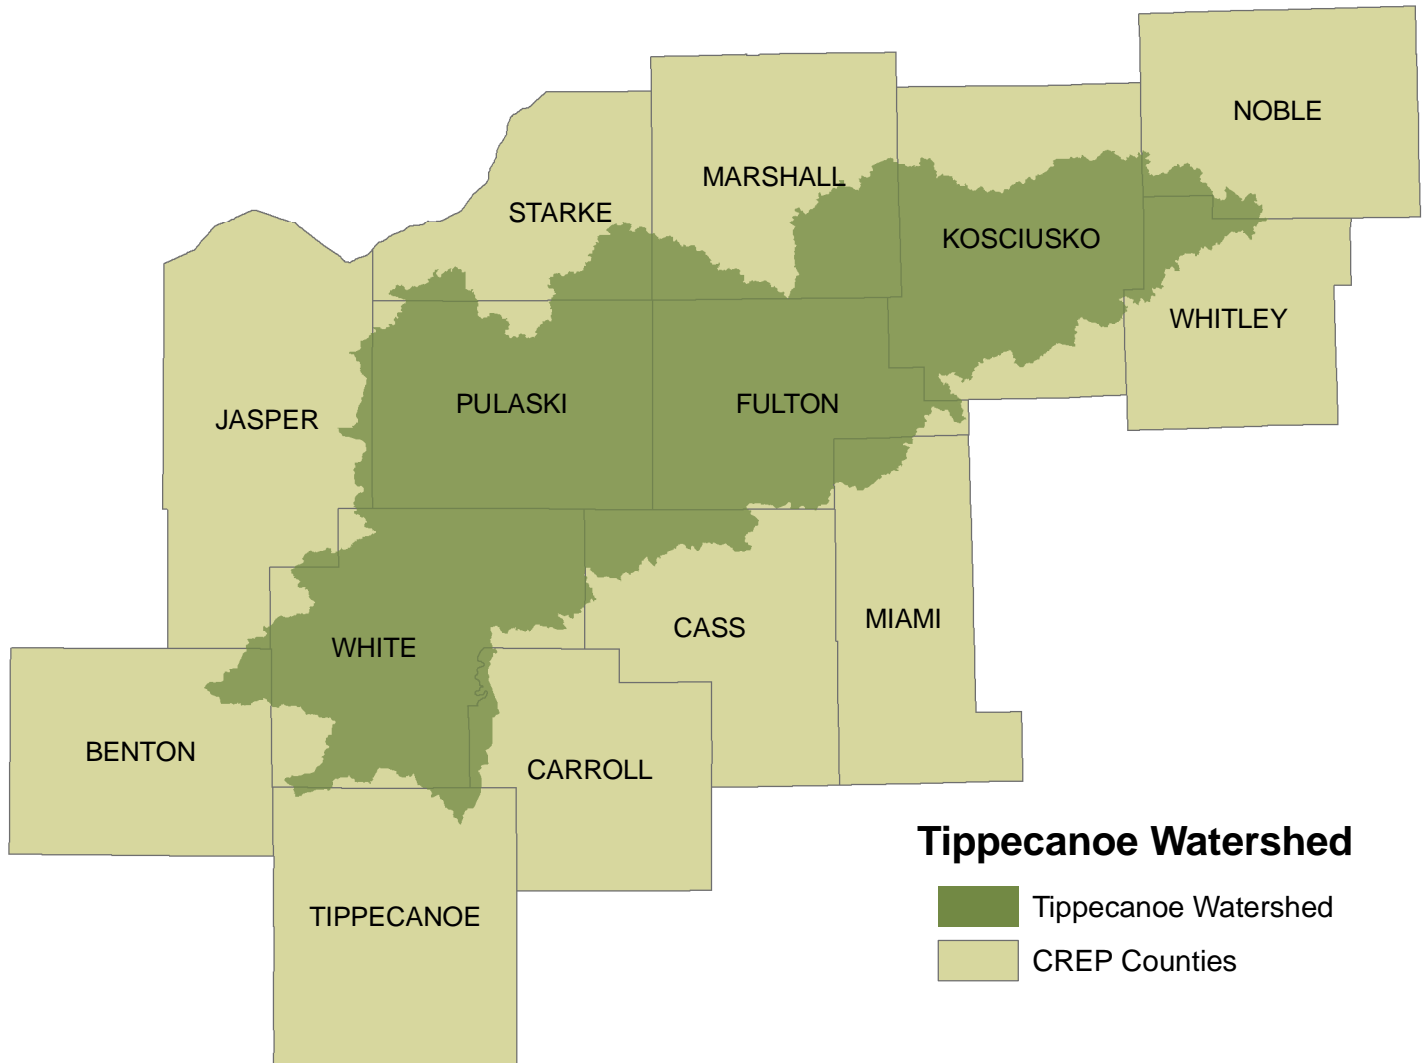 NOBLE
MARSHALL
STARKE
KOSCIUSKO
WHITLEY
JASPER
PULASKI
FULTON
WHITE
CASS
MIAMI
BENTON
CARROLL
TIPPECANOE
Tippecanoe Watershed
Tippecanoe Watershed
CREP Counties